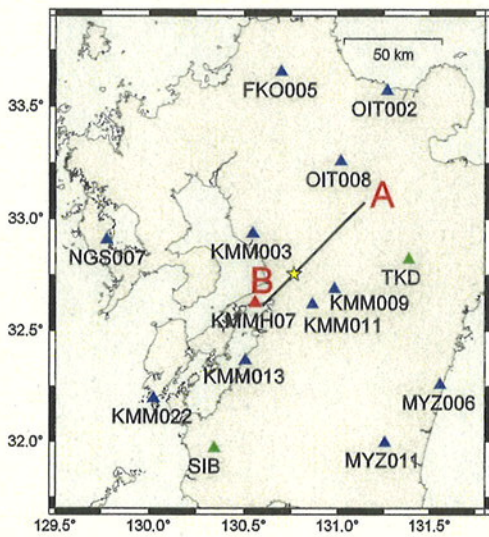 50 km
33.5°
FKO005
OIT002
OIT008
A
33.0°
NGS007
KMM003
TKD
B
KMM009
KMMH07
KMM011
32.5°
KMM013
KMM022
MYZ006
32.0°
SIB
MYZ011
129.5° 130.0° 130.5° 131.0° 131.5°